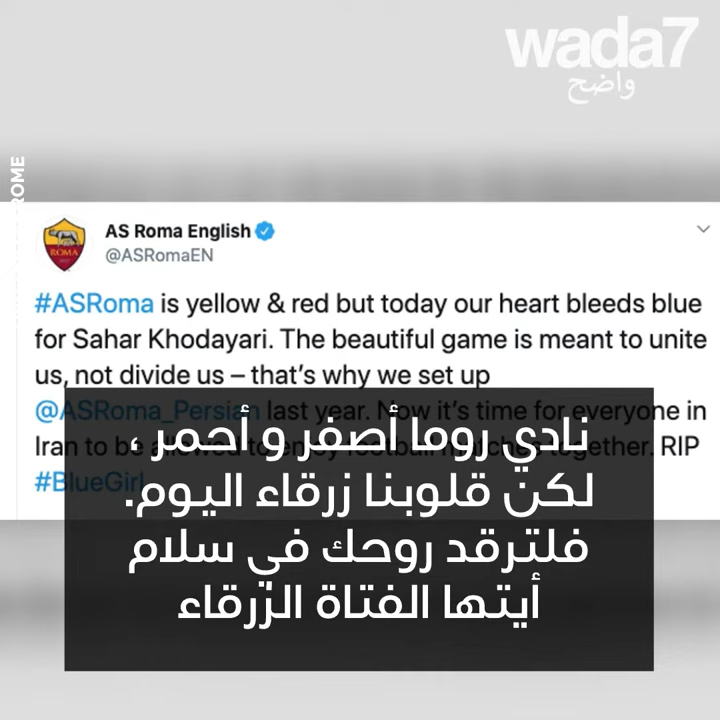 wada7
واضح
ROME
AS Roma English
@ASRomaEN
ROMA
#ASRoma is yellow & red but today our heart bleeds blue
for Sahar Khodayari. The beautiful game is meant to unite
us, not divide us – that's why we set up
@ASRoma_Persian last year. Now it's time for everyone in
Iran to be allowed to enjoy football matches together. RIP
#BlueGirl
نادي روما أصفر و أحمر ،
لكن قلوبنا زرقاء اليوم.
فلترقد روحك في سلام
أيتها الفتاة الزرقاء